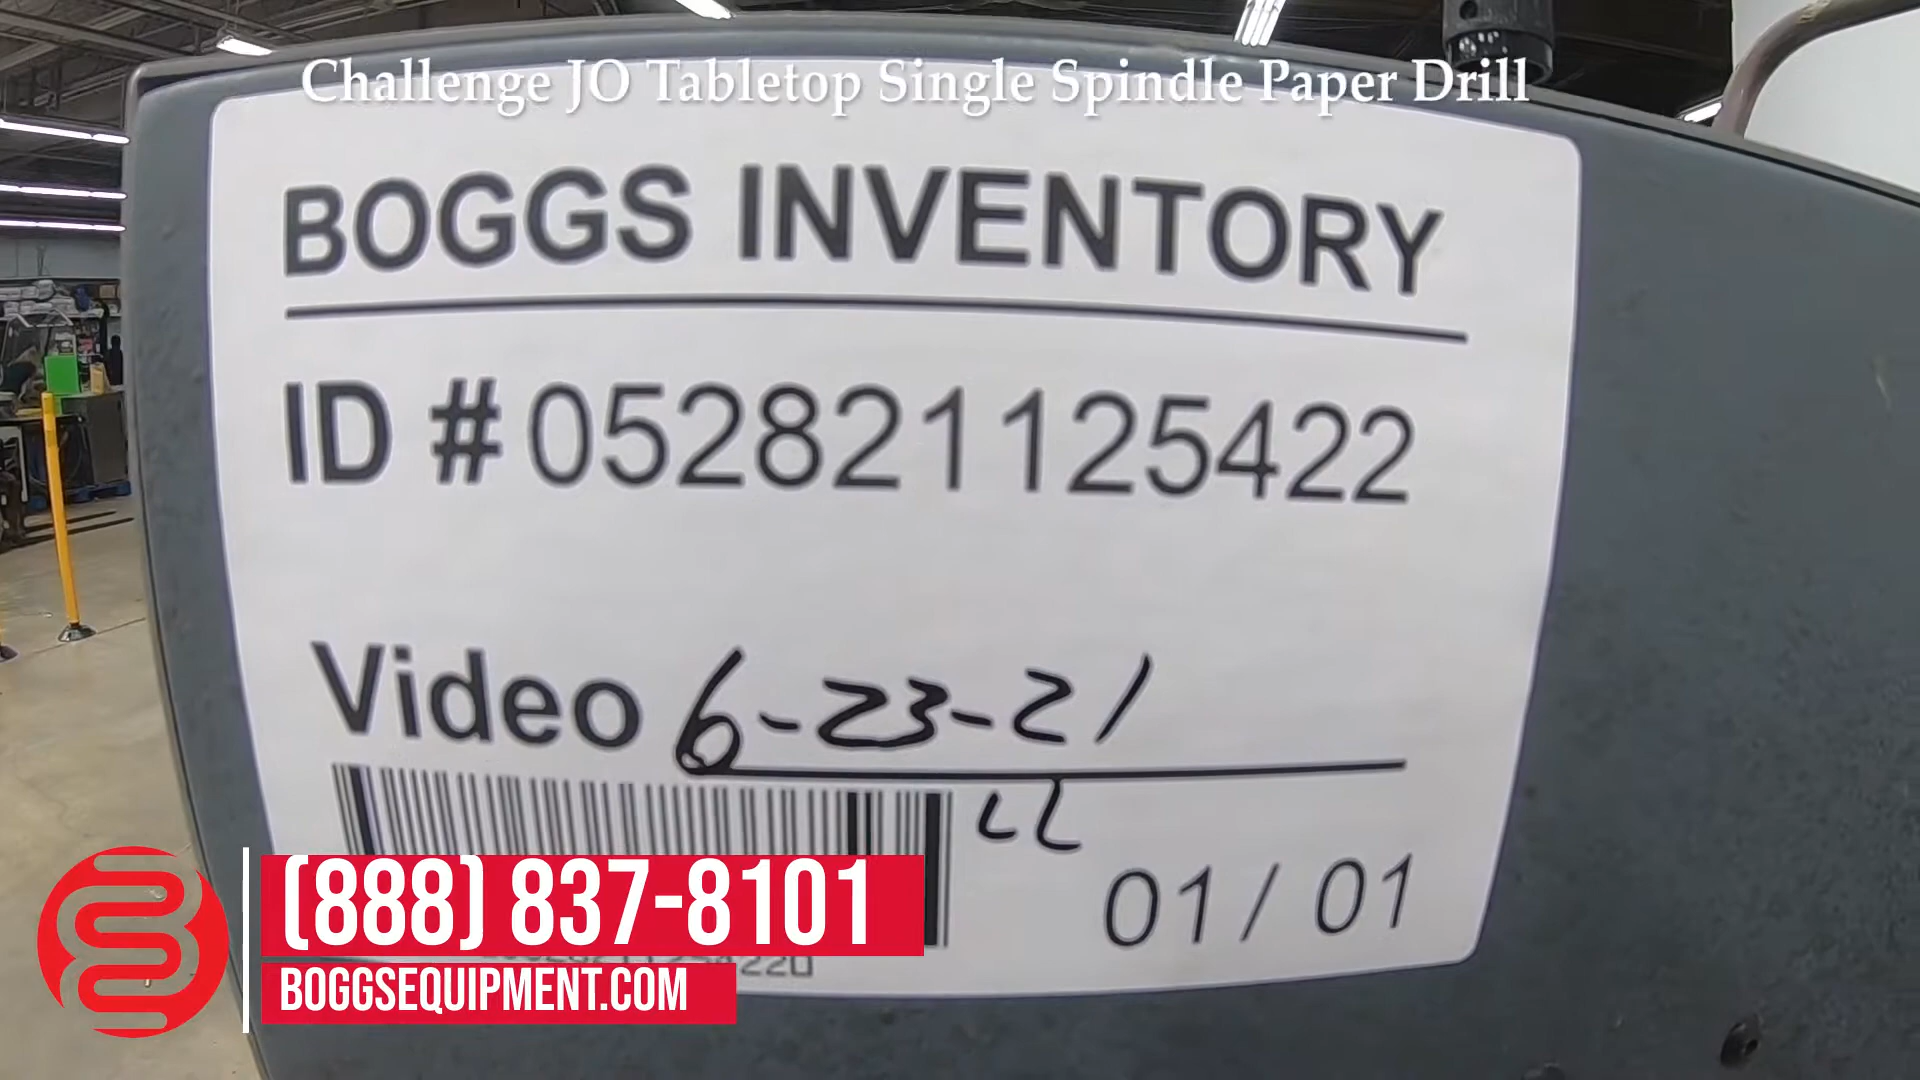 Challenge JO Tabletop Single Spindle Paper Drill
BOGGS INVENTORY
ID # 052821125422
Video 6-23-21
01 / 01
(888) 837-8101
BOGGSEQUIPMENT.COM